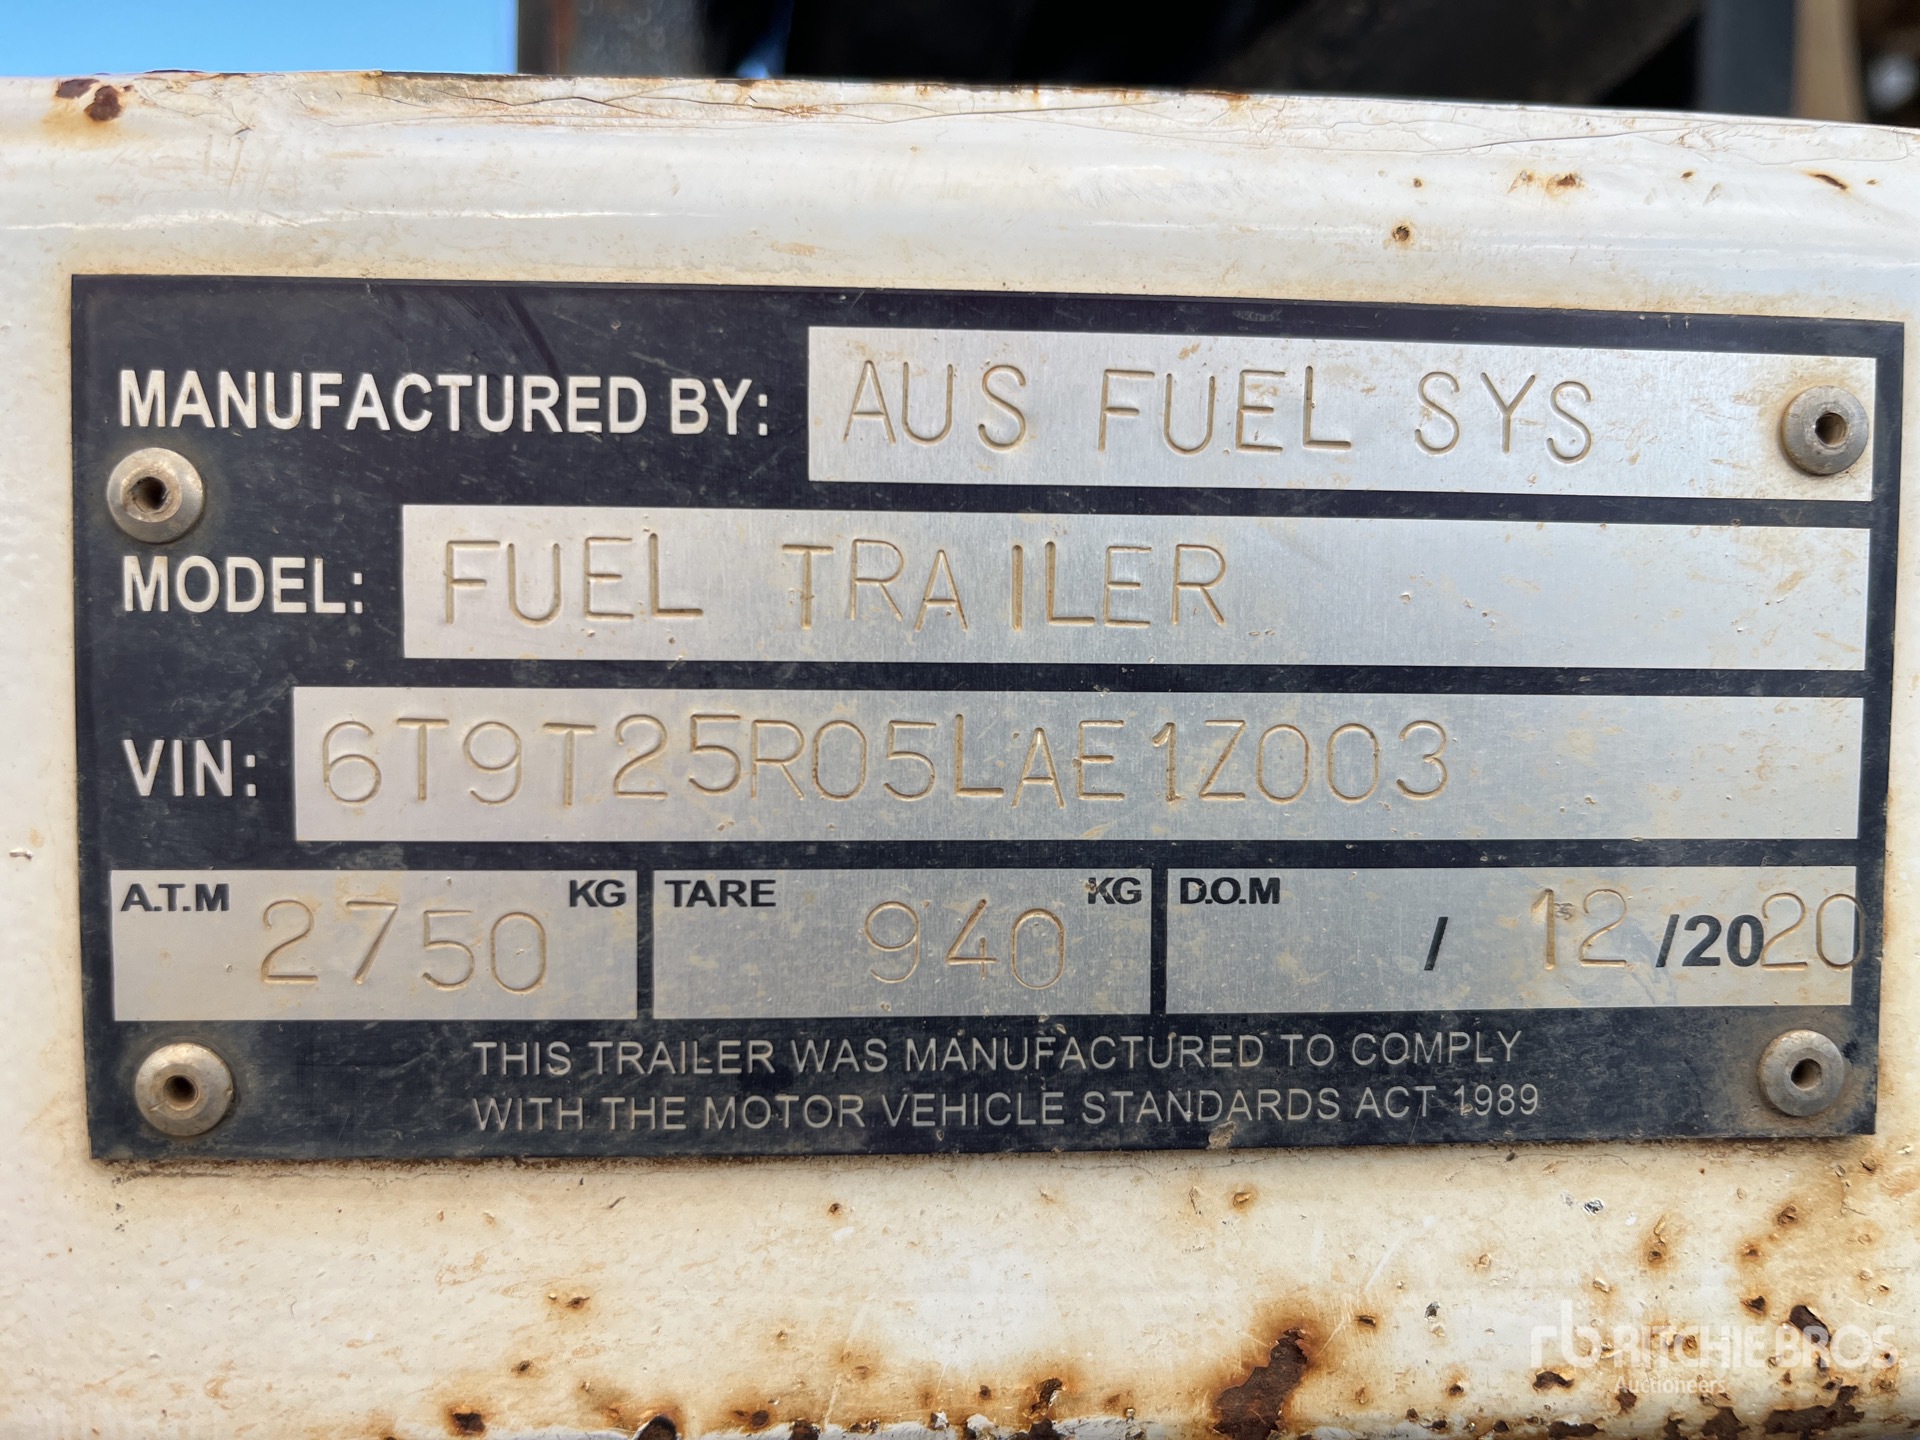 MANUFACTURED BY: AUS FUEL SYS
MODEL: FUEL TRAILER
VIN: 6T9T25R05LAE1Z003
A.T.M 2750 KG TARE 940 KG D.O.M / 12 /2020
THIS TRAILER WAS MANUFACTURED TO COMPLY
WITH THE MOTOR VEHICLE STANDARDS ACT 1989
rb RITCHIE BROS
Auctioneers